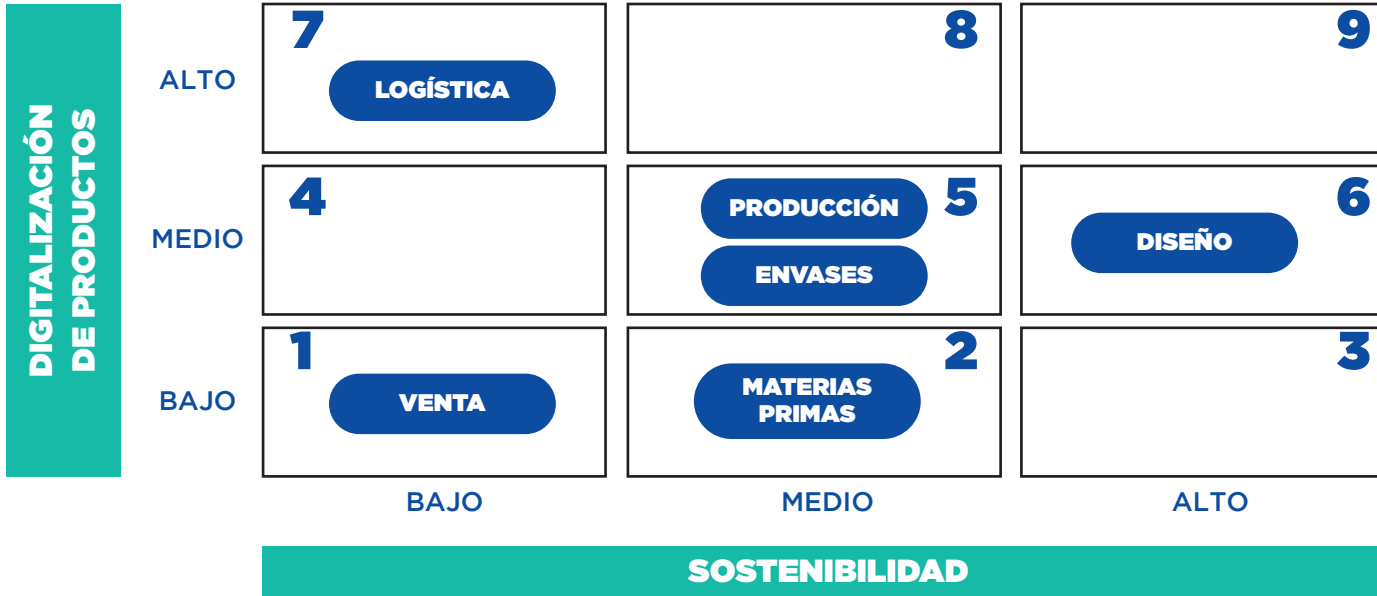 DIGITALIZACIÓN
DE PRODUCTOS
ALTO
7
LOGÍSTICA
8
9
MEDIO
4
PRODUCCIÓN
ENVASES
5
DISEÑO
6
BAJO
1
VENTA
MATERIAS
PRIMAS
2
3
BAJO
MEDIO
ALTO
SOSTENIBILIDAD